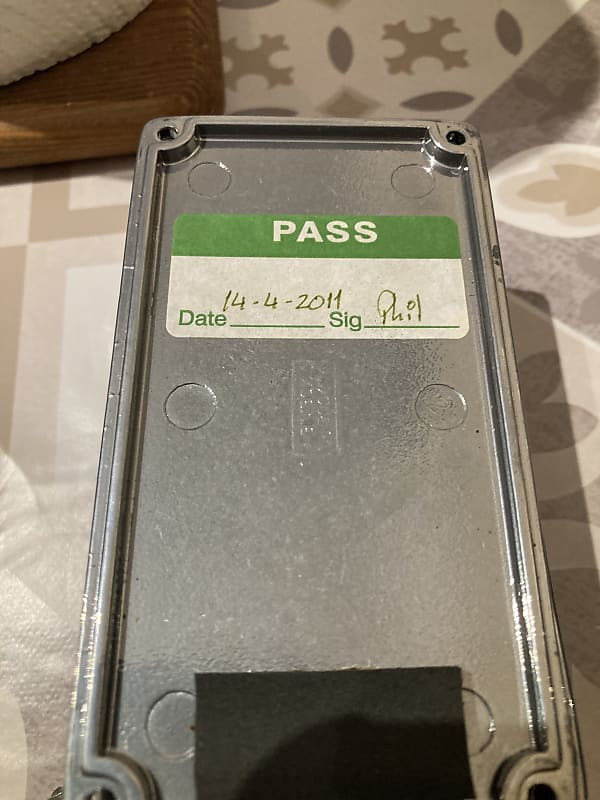 PASS
14-4-2011 Phil
Date Sig